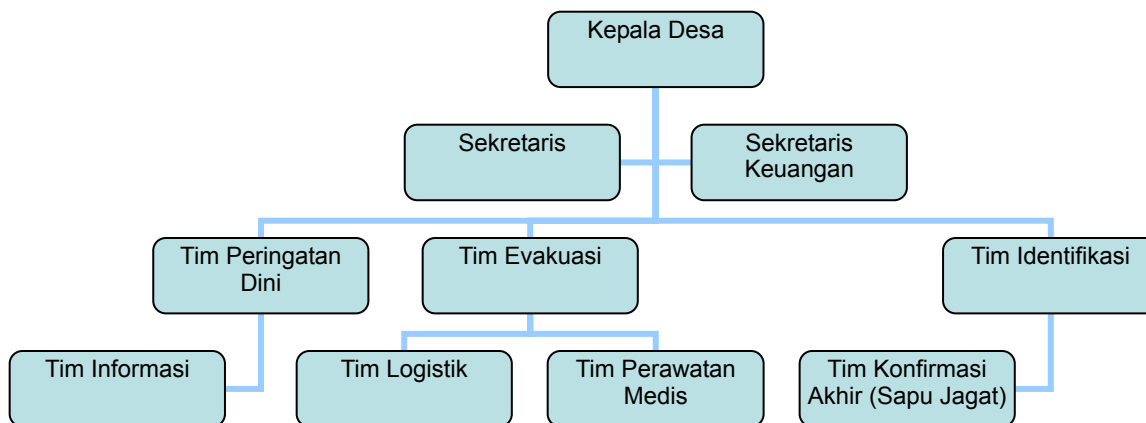 Kepala Desa
Sekretaris
Sekretaris
Keuangan
Tim Peringatan
Dini
Tim Evakuasi
Tim Identifikasi
Tim Informasi
Tim Logistik
Tim Perawatan
Medis
Tim Konfirmasi
Akhir (Sapu Jagat)